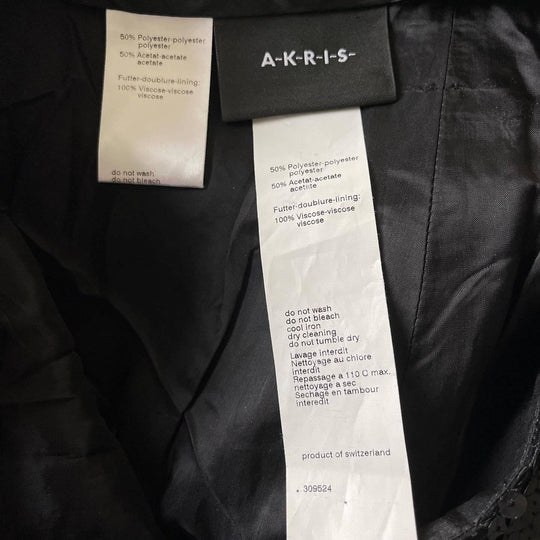 50% Polyester-polyester
polyester
50% Acetat-acetate
acetate
Futter-doublure-lining:
100% Viscose-viscose
viscose
do not wash
do not bleach
A-K-R-I-S-
50% Polyester-polyester
polyester
50% Acetat-acetate
acetate
Futter-doublure-lining:
100% Viscose-viscose
viscose
do not wash
do not bleach
cool iron
dry cleaning
do not tumble dry
Lavage interdit
Nettoyage au chlore
interdit
Repassage a 110 C max.
nettoyage a sec
Sechage en tambour
interedit
product of switzerland
309524